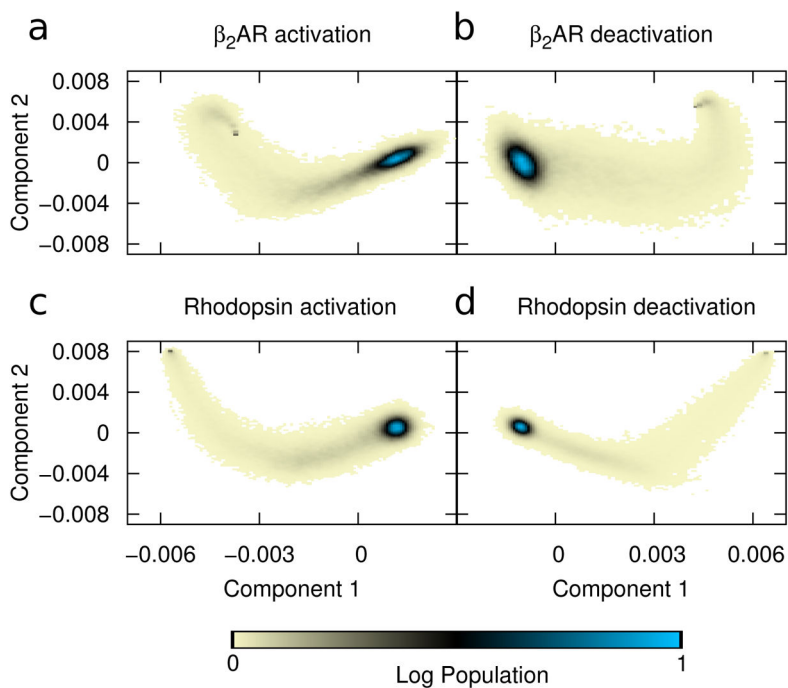 a
β₂AR activation
b
β₂AR deactivation
Component 2
0.008
0.004
0
−0.004
−0.008
c
Rhodopsin activation
d
Rhodopsin deactivation
Component 2
0.008
0.004
0
−0.004
−0.008
−0.006 −0.003 0
0 0.003 0.006
Component 1
Component 1
0 1
Log Population